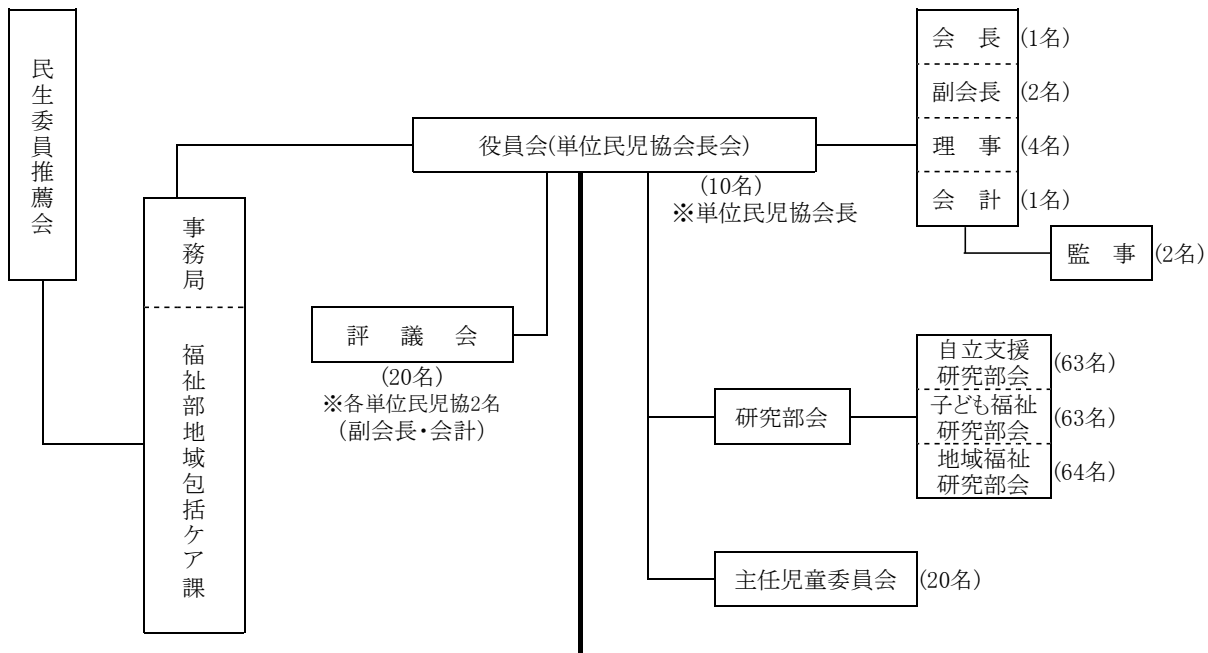 民生委員推薦会
事務局
福祉部地域包括ケア課
役員会(単位民児協会長会)
(10名)
※単位民児協会長
会　長 (1名)
副会長 (2名)
理　事 (4名)
会　計 (1名)
監　事 (2名)
評　議　会
(20名)
※各単位民児協2名
(副会長・会計)
研究部会
自立支援
研究部会 (63名)
子ども福祉
研究部会 (63名)
地域福祉
研究部会 (64名)
主任児童委員会 (20名)